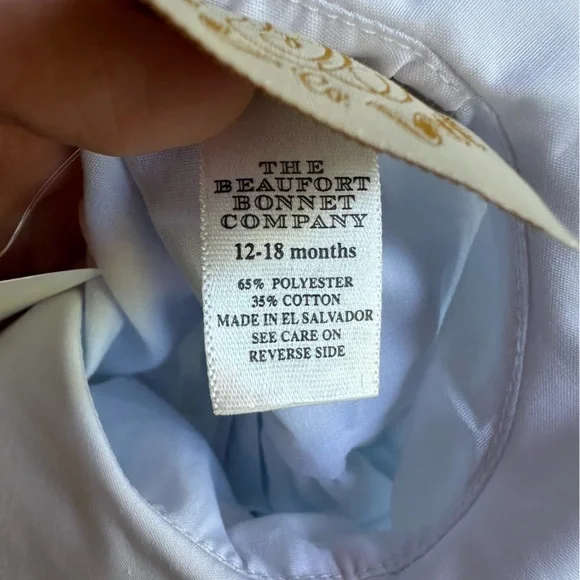 & Co.
THE
BEAUFORT
BONNET
COMPANY
12-18 months
65% POLYESTER
35% COTTON
MADE IN EL SALVADOR
SEE CARE ON
REVERSE SIDE